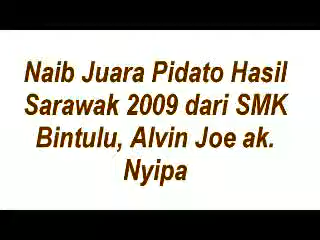 Naib Juara Pidato Hasil
Sarawak 2009 dari SMK
Bintulu, Alvin Joe ak.
Nyipa